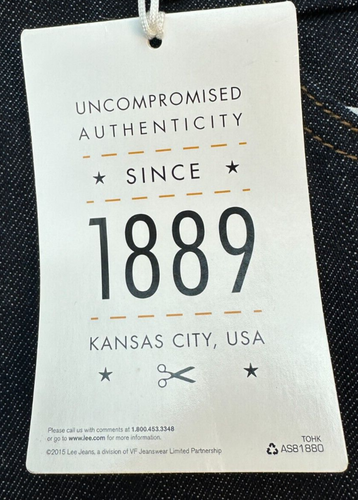 UNCOMPROMISED
AUTHENTICITY
SINCE
1889
KANSAS CITY, USA
Please call us with comments at 1.800.453.3348
or go to www.lee.com for more information.
©2015 Lee Jeans, a division of VF Jeanswear Limited Partnership
TOHK
AS81880